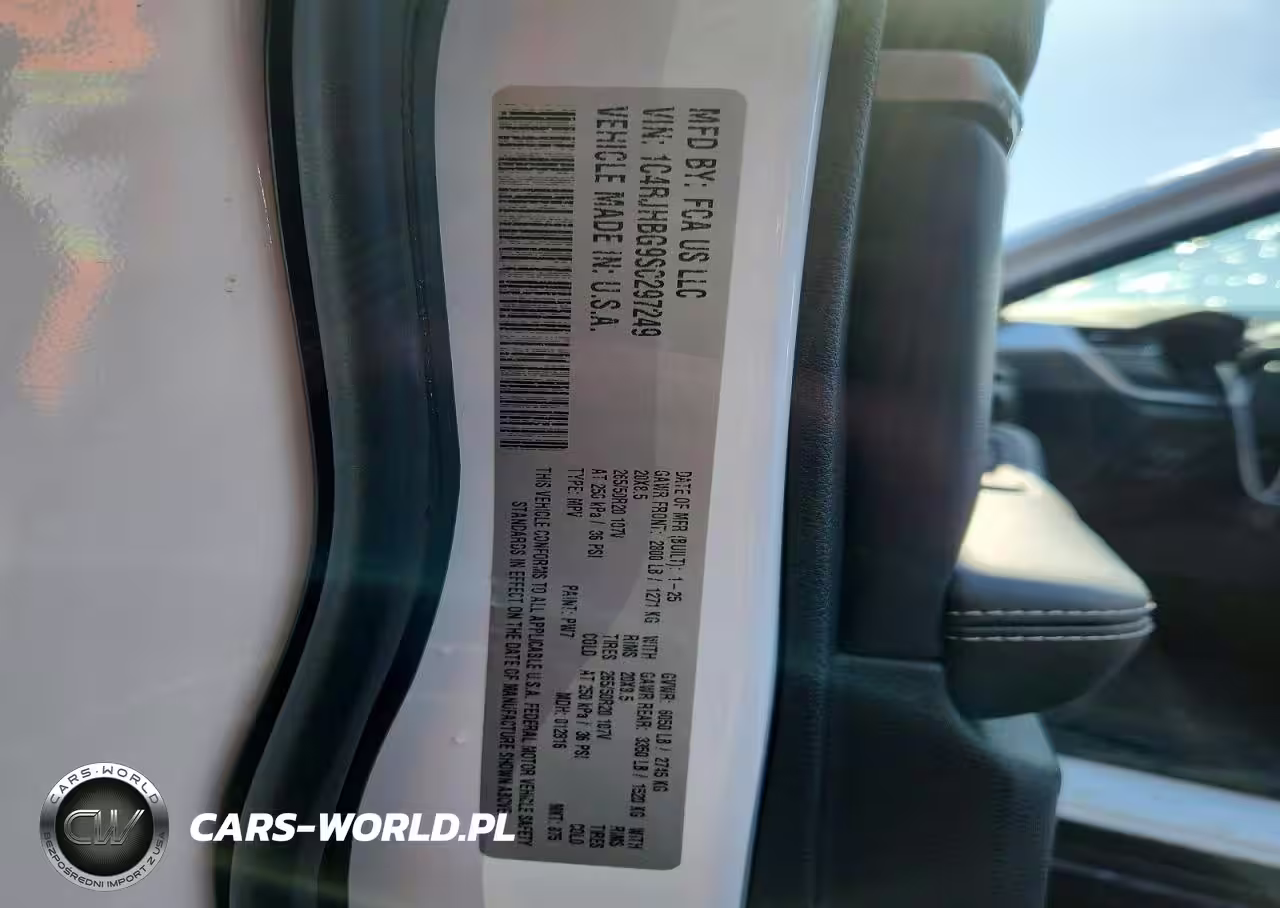 MFD BY: FCA US LLC
VIN: 1C4RJHBG9SC297249
VEHICLE MADE IN: U.S.A.
DATE OF MFR (BUILT): 1-25 GVWR: 6050 LB / 2745 KG
GAWR FRONT: 2800 LB / 1271 KG WITH GAWR REAR: 3350 LB / 1520 KG WITH
20X8.5 RIMS 20X8.5 RIMS
265/50R20 107V TIRES 265/50R20 107V TIRES
AT 250 kPa / 36 PSI COLD AT 250 kPa / 36 PSI COLD
TYPE: MPV PAINT: PW7 MDH: 012916
THIS VEHICLE CONFORMS TO ALL APPLICABLE U.S.A. FEDERAL MOTOR VEHICLE SAFETY
STANDARDS IN EFFECT ON THE DATE OF MANUFACTURE SHOWN ABOVE
CARS-WORLD
CW
BEZPOŚREDNI IMPORT Z USA
CARS-WORLD.PL